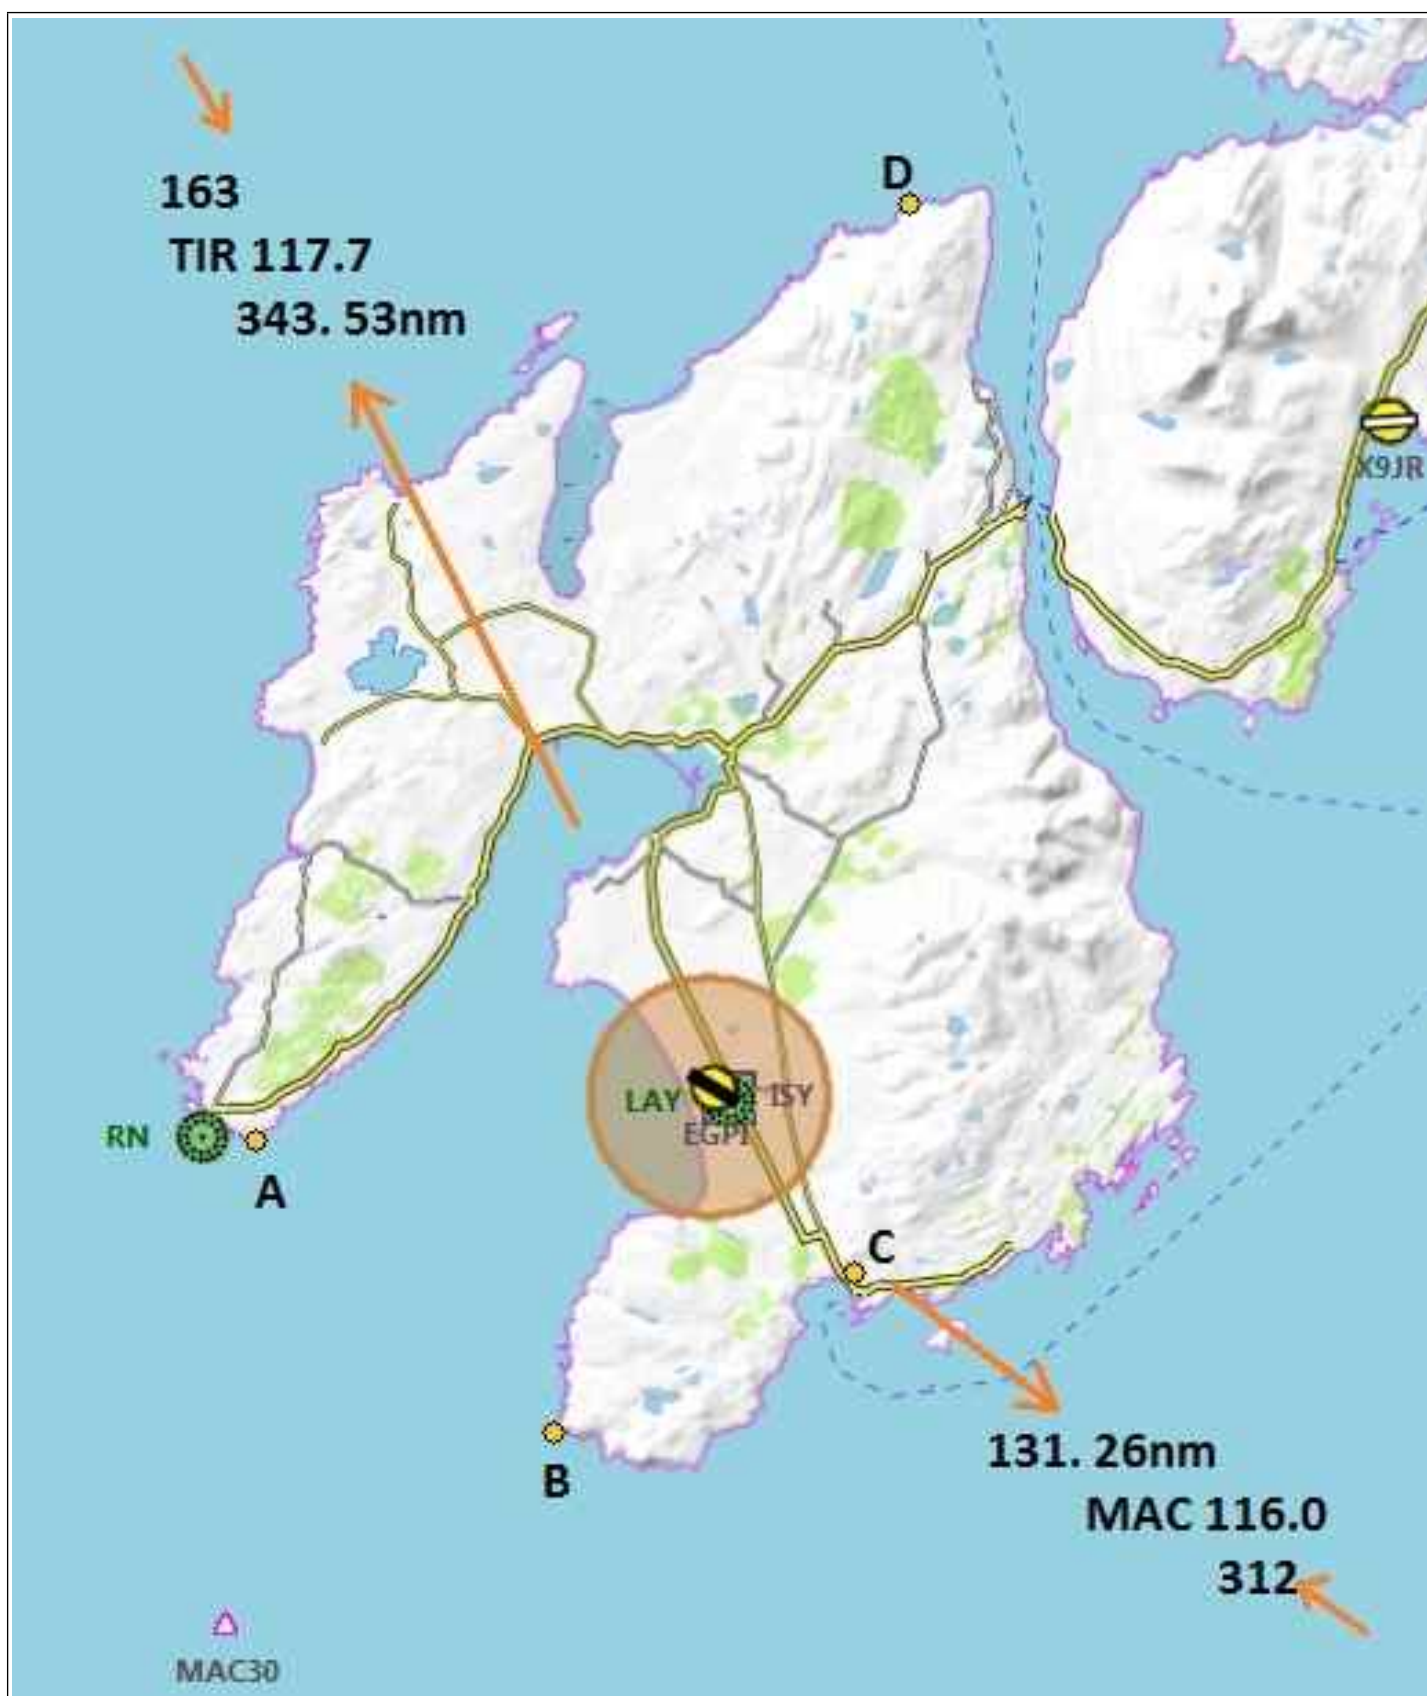 D
163
TIR 117.7
343. 53nm
X9JR
LAY
ISY
EGPI
RN
A
C
B
131. 26nm
MAC 116.0
312
MAC30